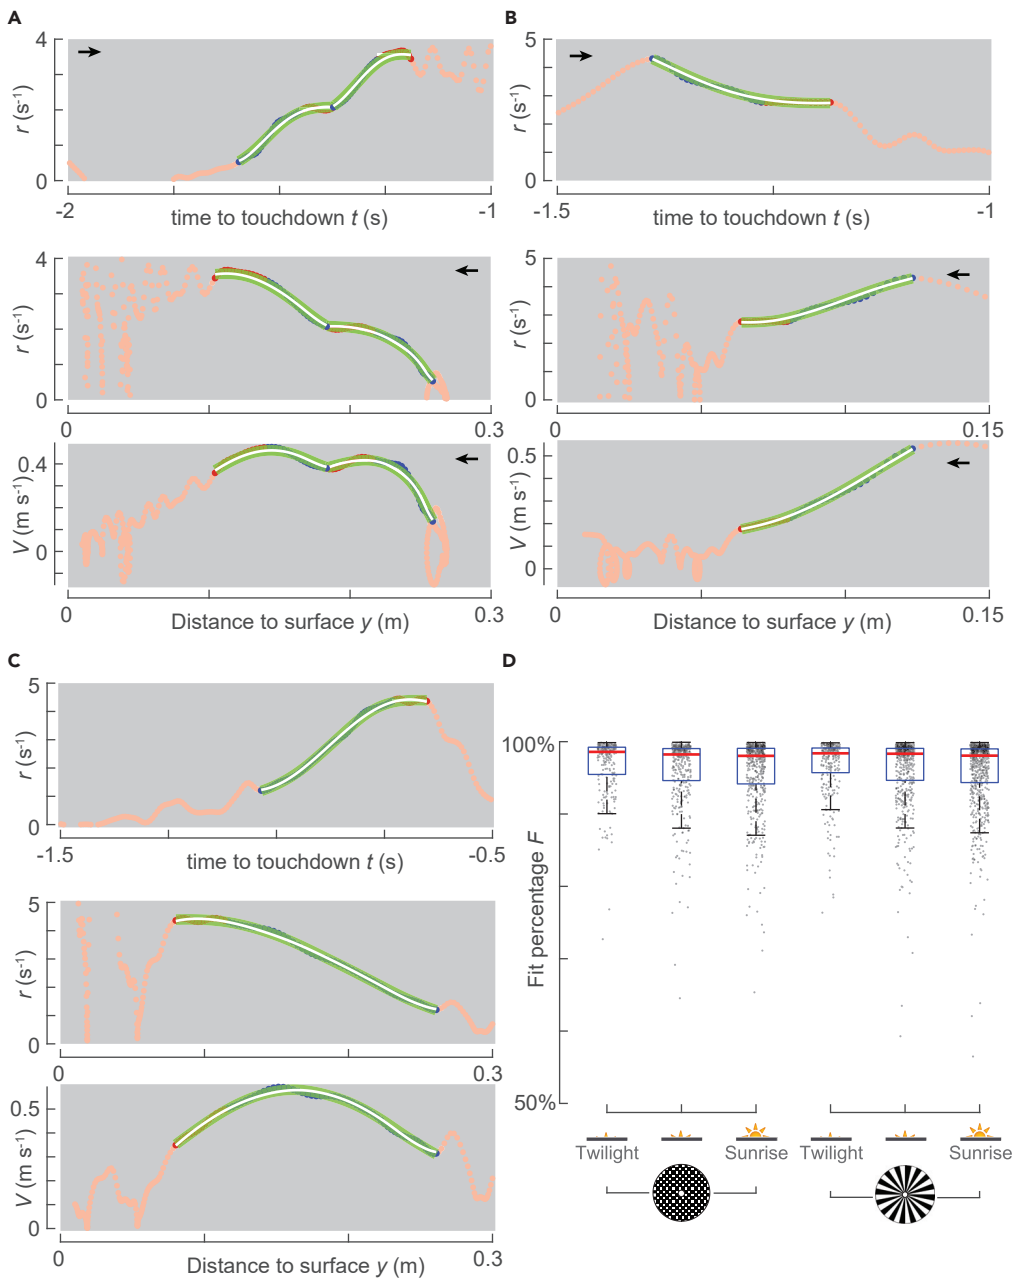 A
4
r (s⁻¹)
2
0
-2
time to touchdown t (s)
-1
4
r (s⁻¹)
2
0
0
0.3
0.4
V (m s⁻¹)
0
0
Distance to surface y (m)
0.3
B
5
r (s⁻¹)
0
-1.5
time to touchdown t (s)
-1
5
r (s⁻¹)
0
0
0.15
0.5
V (m s⁻¹)
0
0
Distance to surface y (m)
0.15
C
5
r (s⁻¹)
0
-1.5
time to touchdown t (s)
-0.5
5
r (s⁻¹)
0
0
0.3
0.5
V (m s⁻¹)
0
0
Distance to surface y (m)
0.3
D
100%
Fit percentage F
50%
Twilight Sunrise Twilight Sunrise